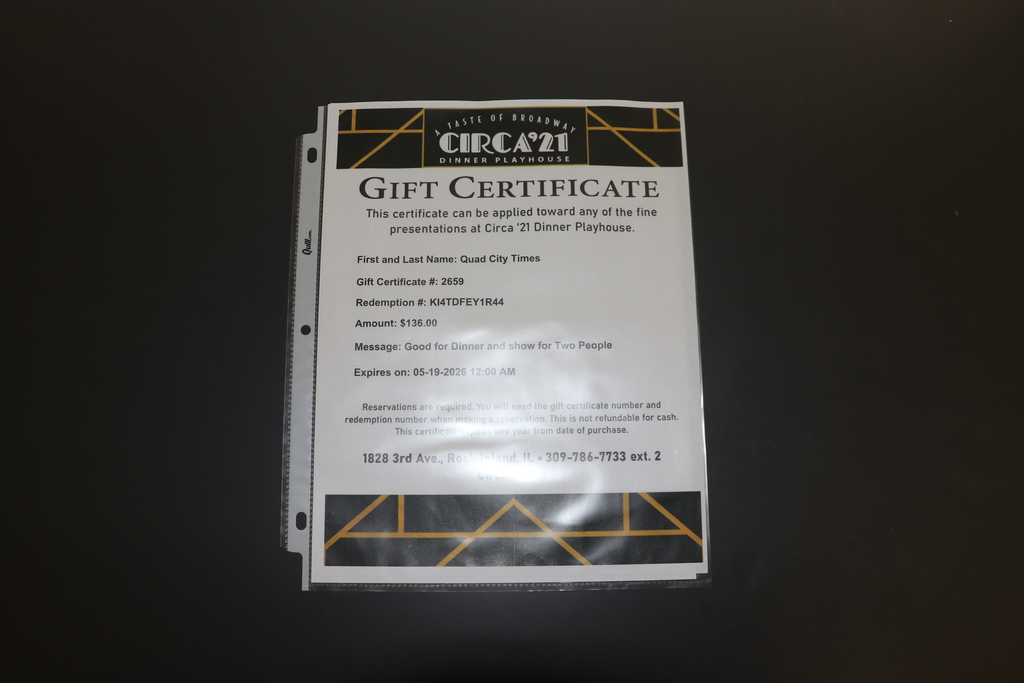 A TASTE OF BROADWAY
CIRCA'21
DINNER PLAYHOUSE
GIFT CERTIFICATE
This certificate can be applied toward any of the fine
presentations at Circa '21 Dinner Playhouse.
First and Last Name: Quad City Times
Gift Certificate #: 2659
Redemption #: KI4TDFEY1R44
Amount: $136.00
Message: Good for Dinner and show for Two People
Expires on: 05-19-2026 12:00 AM
Reservations are required. You will need the gift certificate number and
redemption number when making a reservation. This is not refundable for cash.
This certificate expires one year from date of purchase.
1828 3rd Ave., Rock Island, IL • 309-786-7733 ext. 2
Quill.com